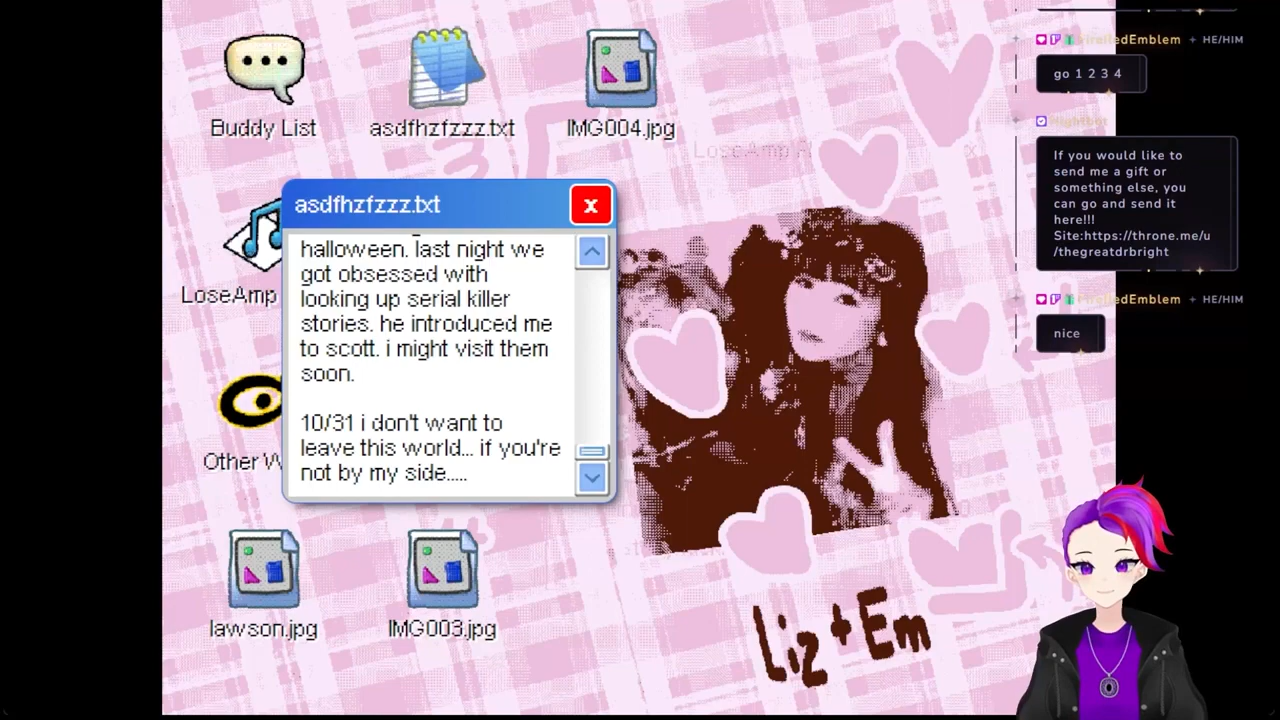 Buddy List
asdfhzfzzz.txt
IMG004.jpg
LoseAmp
Other W
lawson.jpg
IMG003.jpg
asdfhzfzzz.txt
x
halloween. last night we
got obsessed with
looking up serial killer
stories. he introduced me
to scott. i might visit them
soon.
10/31 i don't want to
leave this world... if you're
not by my side.....
LoseAmp
Liz + Em
FireRedEmblem + HE/HIM
go 1 2 3 4
Nightbot
If you would like to
send me a gift or
something else, you
can go and send it
here!!!
Site:https://throne.me/u
/thegreatdrbright
FireRedEmblem + HE/HIM
nice